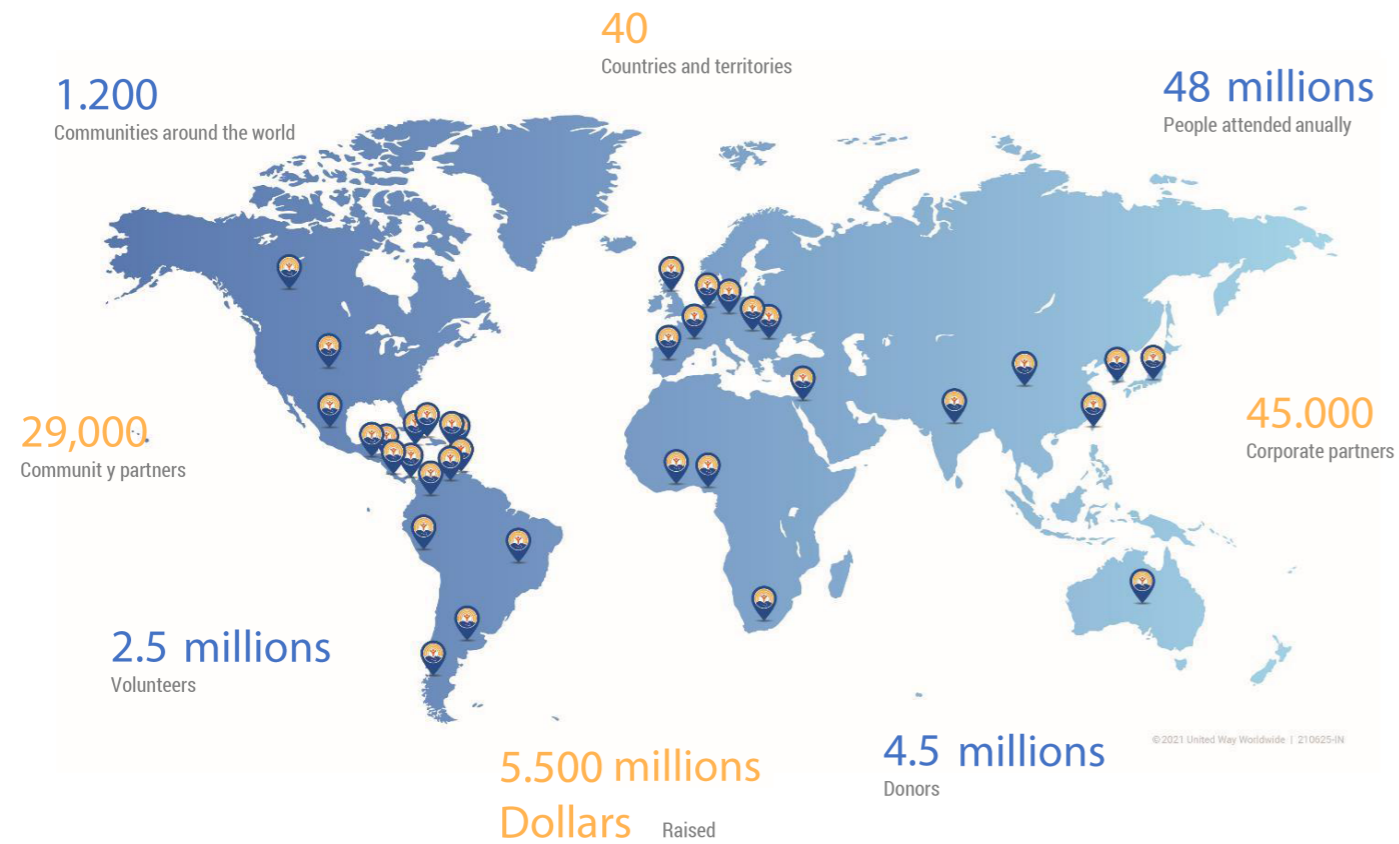 40
Countries and territories
1.200
Communities around the world
48 millions
People attended anually
29,000
Communit y partners
45.000
Corporate partners
2.5 millions
Volunteers
4.5 millions
Donors
©2021 United Way Worldwide | 210625-IN
5.500 millions
Dollars Raised